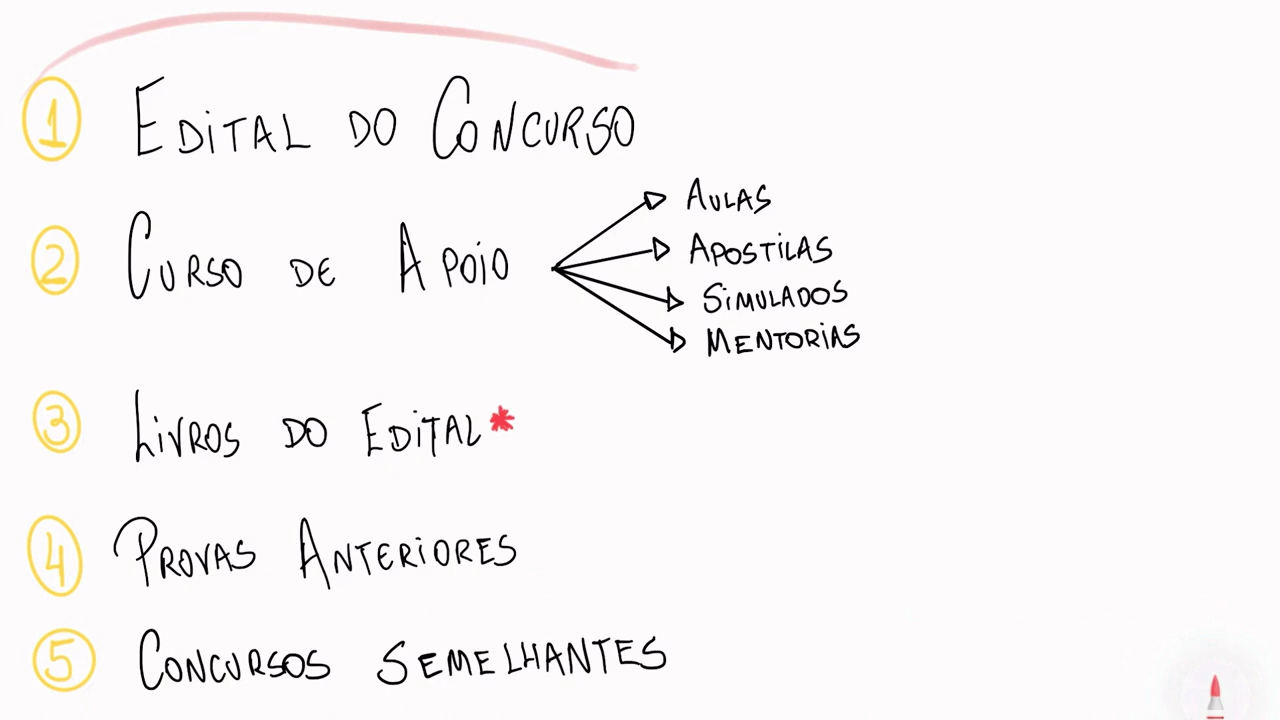 1 EDITAL DO CONCURSO
2 CURSO DE APOIO
AULAS
APOSTILAS
SIMULADOS
MENTORIAS
3 LIVROS DO EDITAL*
4 PROVAS ANTERIORES
5 CONCURSOS SEMELHANTES